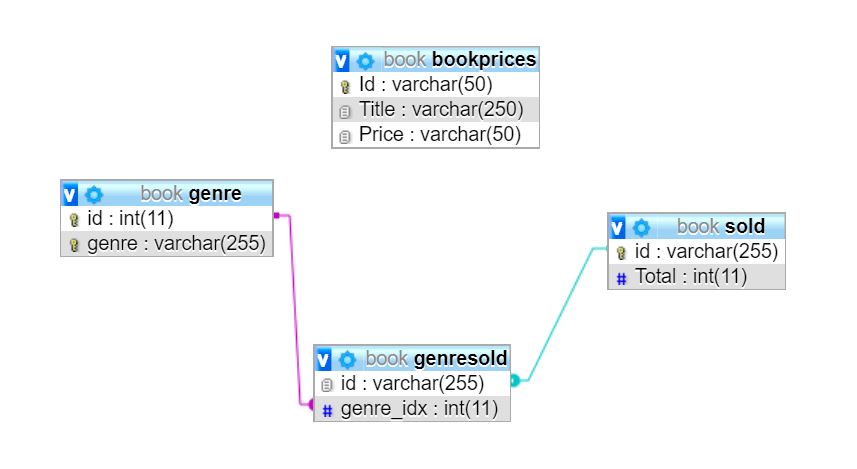 v book bookprices
Id : varchar(50)
Title : varchar(250)
Price : varchar(50)
v book genre
id : int(11)
genre : varchar(255)
v book sold
id : varchar(255)
# Total : int(11)
v book genresold
id : varchar(255)
# genre_idx : int(11)